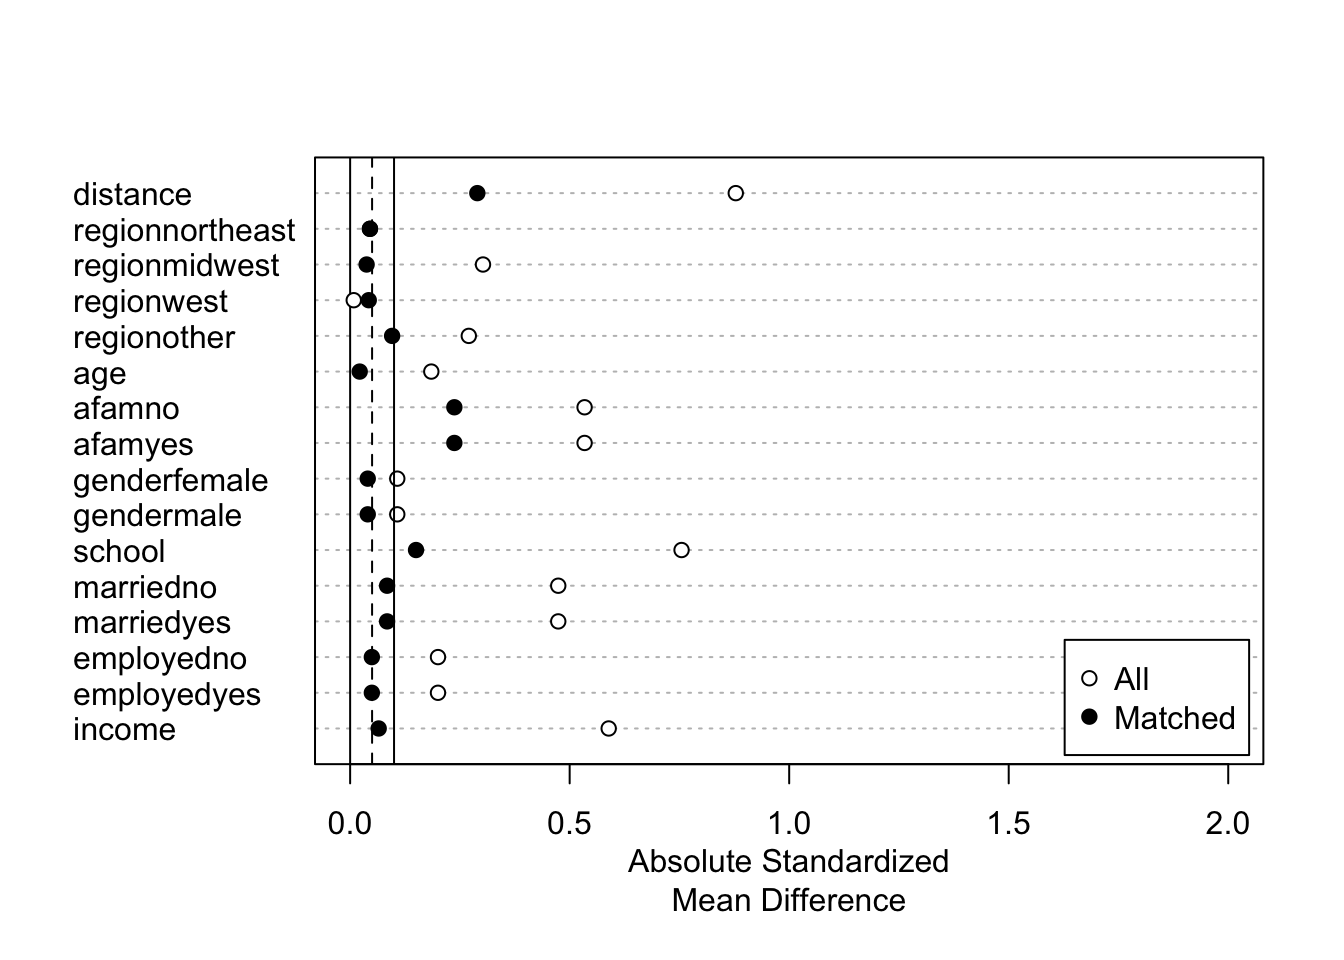 distance
regionnortheast
regionmidwest
regionwest
regionother
age
afamno
afamyes
genderfemale
gendermale
school
marriedno
marriedyes
employedno
employedyes
income
All
Matched
0.0 0.5 1.0 1.5 2.0
Absolute Standardized
Mean Difference